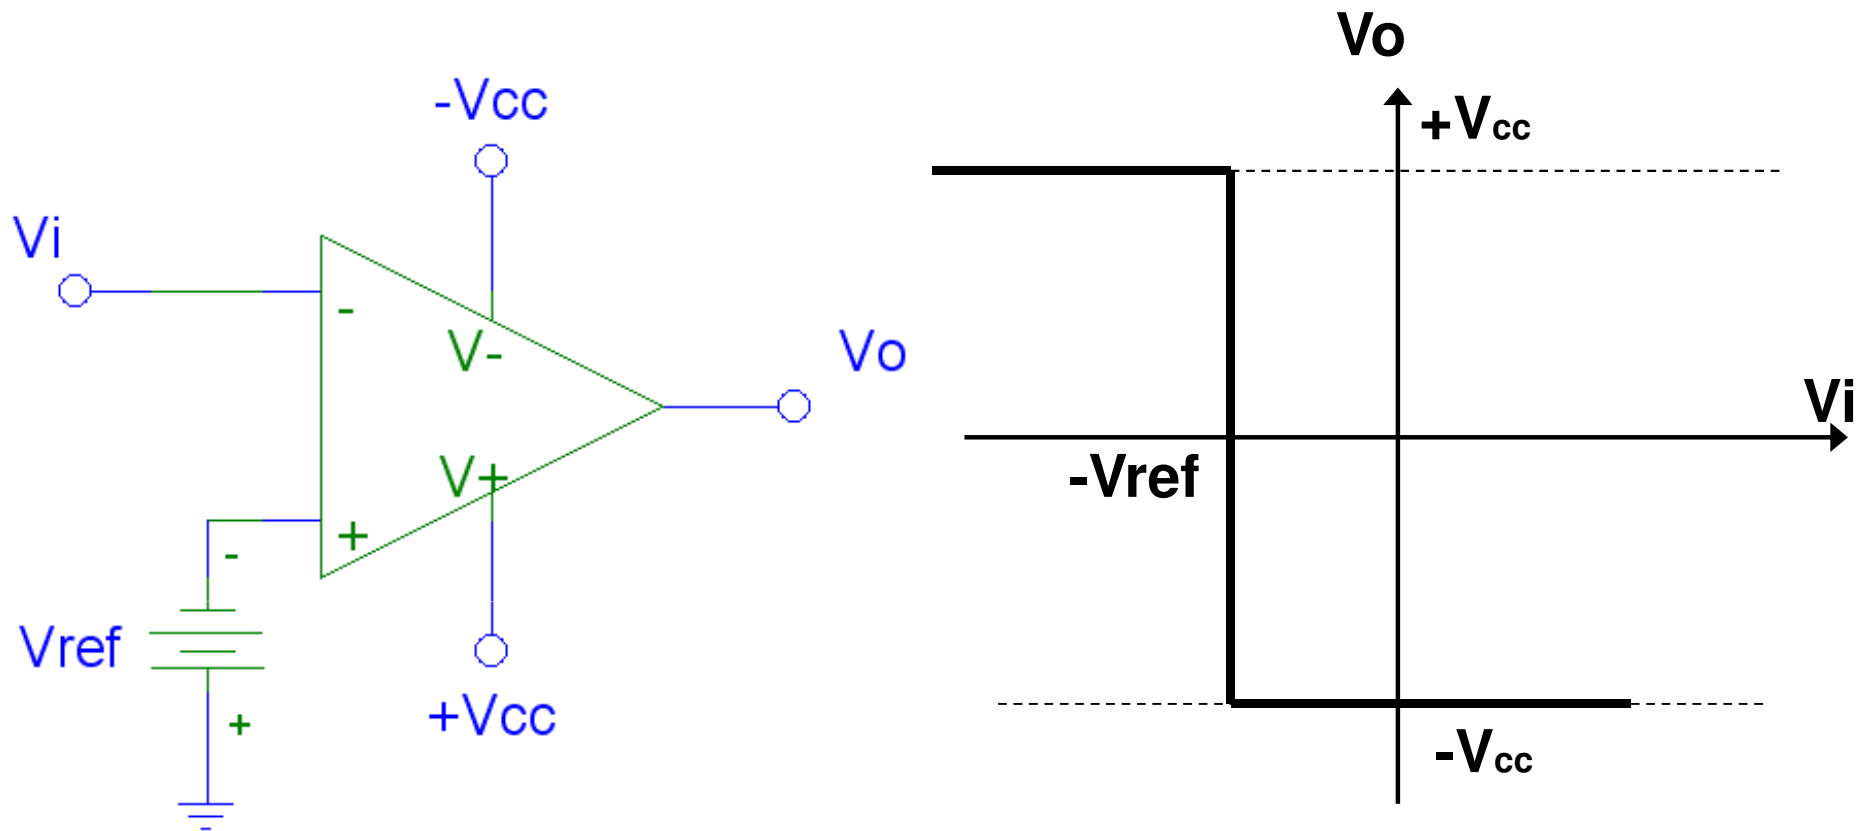 -Vcc
Vi
-
V-
Vo
V+
+
-
Vref
+
+Vcc
Vo
+Vcc
Vi
-Vref
-Vcc